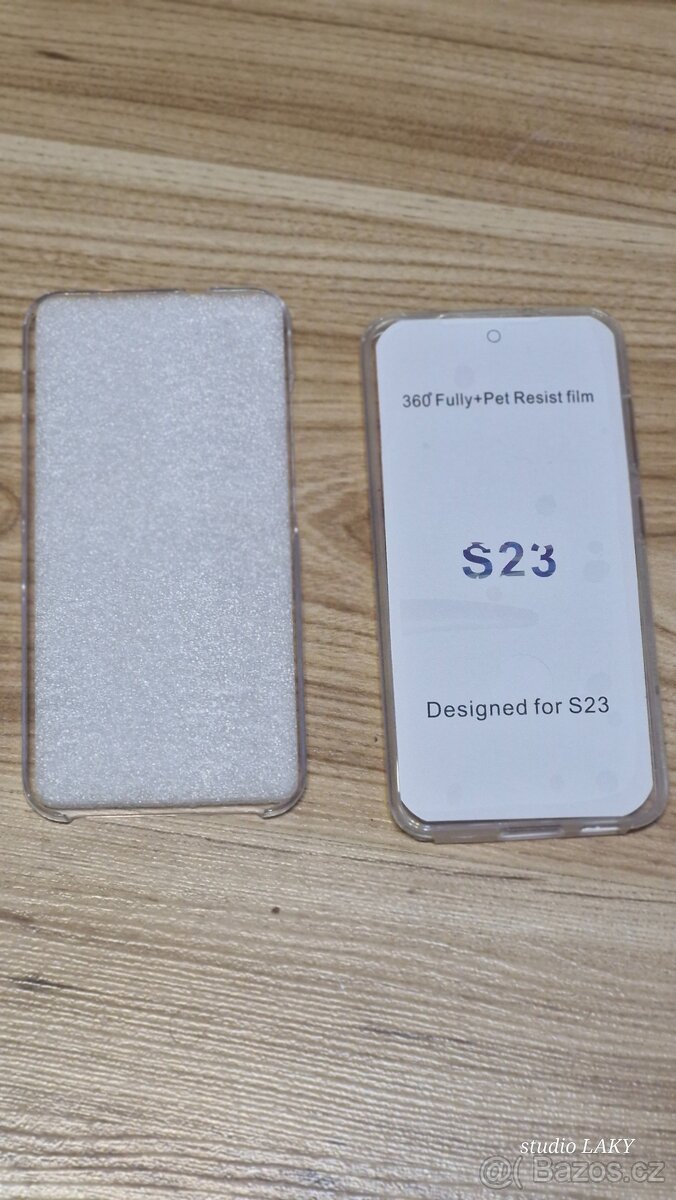 360° Fully+Pet Resist film
S23
Designed for S23
studio LAKY
@( Bazos.cz